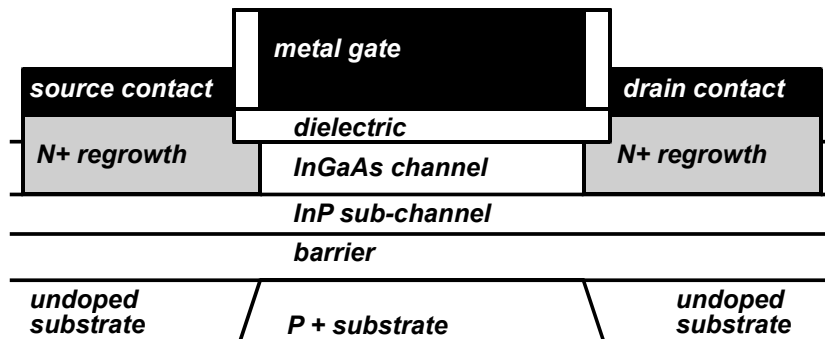 metal gate
source contact
drain contact
dielectric
N+ regrowth
InGaAs channel
N+ regrowth
InP sub-channel
barrier
undoped
substrate
P + substrate
undoped
substrate